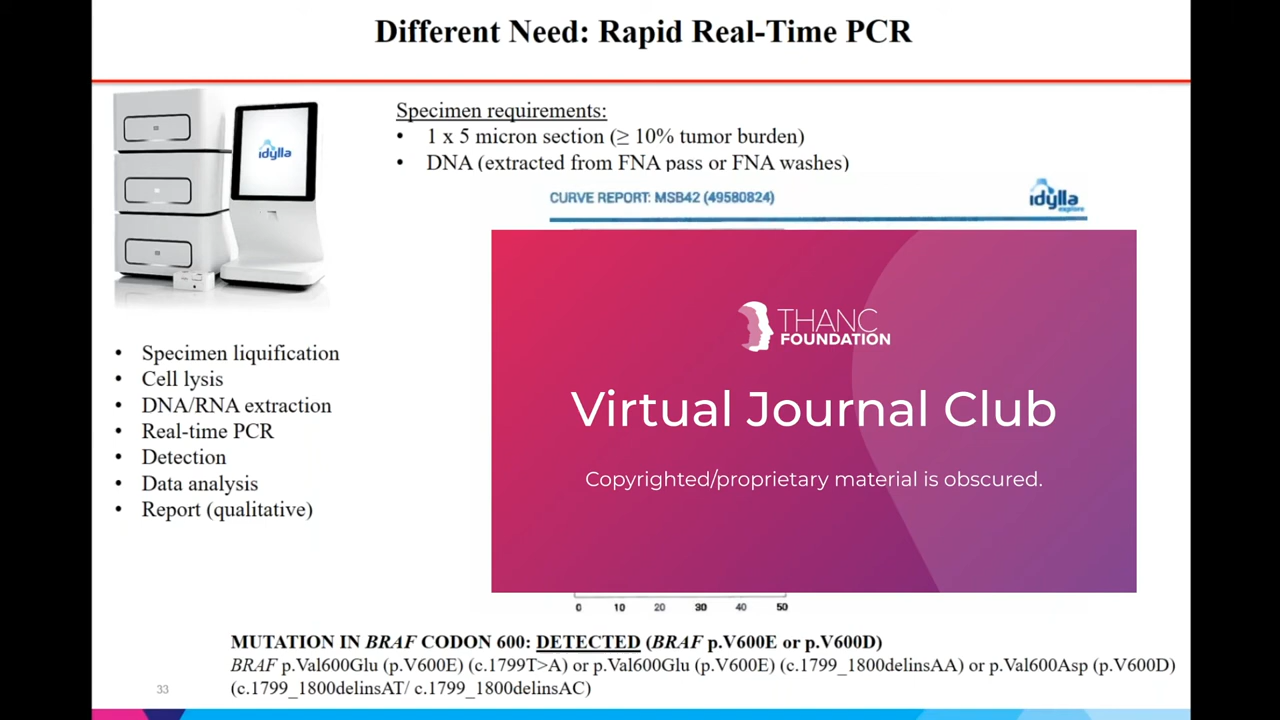 Different Need: Rapid Real-Time PCR
idylla
Specimen requirements:
• 1 x 5 micron section (≥ 10% tumor burden)
• DNA (extracted from FNA pass or FNA washes)
CURVE REPORT: MSB42 (49580824)
idylla
explore
THANC
FOUNDATION
Virtual Journal Club
Copyrighted/proprietary material is obscured.
• Specimen liquification
• Cell lysis
• DNA/RNA extraction
• Real-time PCR
• Detection
• Data analysis
• Report (qualitative)
0 10 20 30 40 50
MUTATION IN BRAF CODON 600: DETECTED (BRAF p.V600E or p.V600D)
BRAF p.Val600Glu (p.V600E) (c.1799T>A) or p.Val600Glu (p.V600E) (c.1799_1800delinsAA) or p.Val600Asp (p.V600D)
(c.1799_1800delinsAT/ c.1799_1800delinsAC)
33